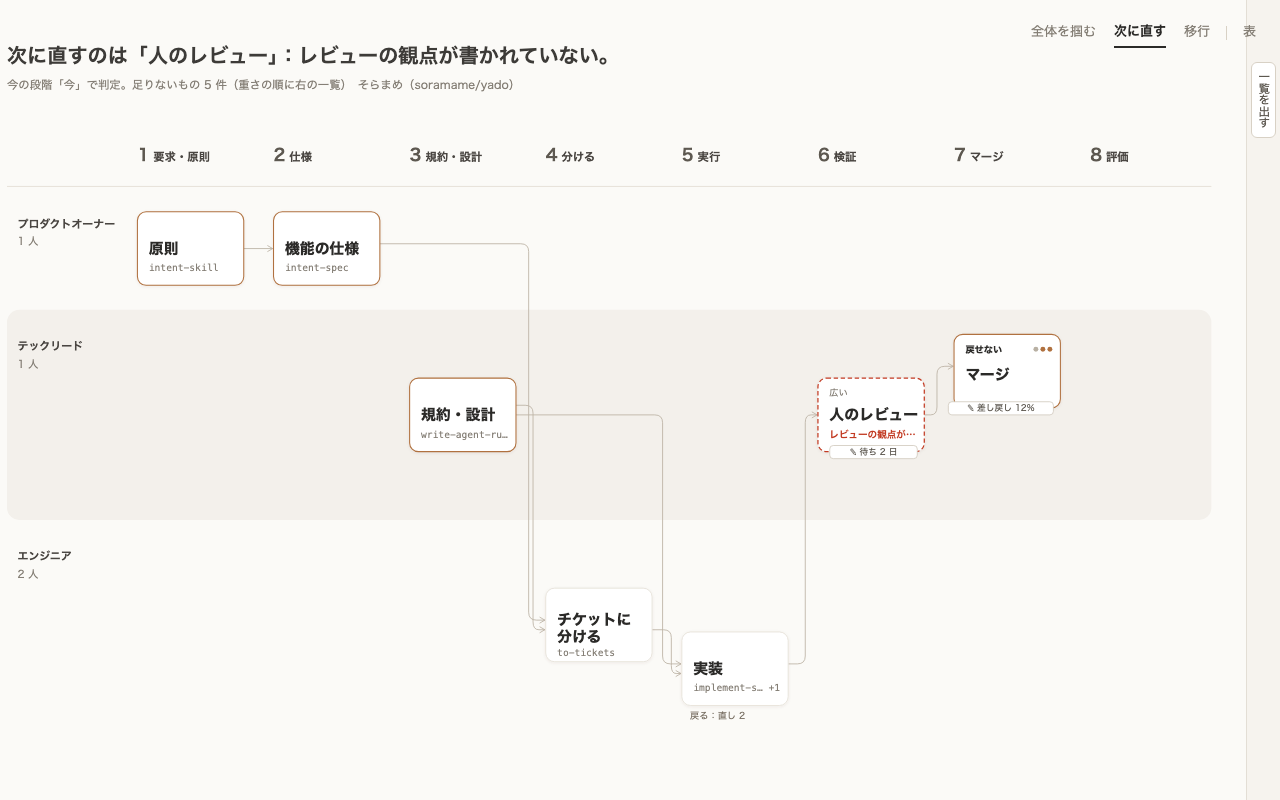 全体を掴む 次に直す 移行 表
次に直すのは「人のレビュー」：レビューの観点が書かれていない。
今の段階「今」で判定。足りないもの 5 件（重さの順に右の一覧） そらまめ（soramame/yado）
一覧を出す
1 要求・原則
2 仕様
3 規約・設計
4 分ける
5 実行
6 検証
7 マージ
8 評価
プロダクトオーナー
1 人
原則
intent-skill
機能の仕様
intent-spec
テックリード
1 人
規約・設計
write-agent-ru…
広い
人のレビュー
レビューの観点が…
✎ 待ち 2 日
戻せない
マージ
✎ 差し戻し 12%
エンジニア
2 人
チケットに
分ける
to-tickets
実装
implement-s… +1
戻る：直し 2